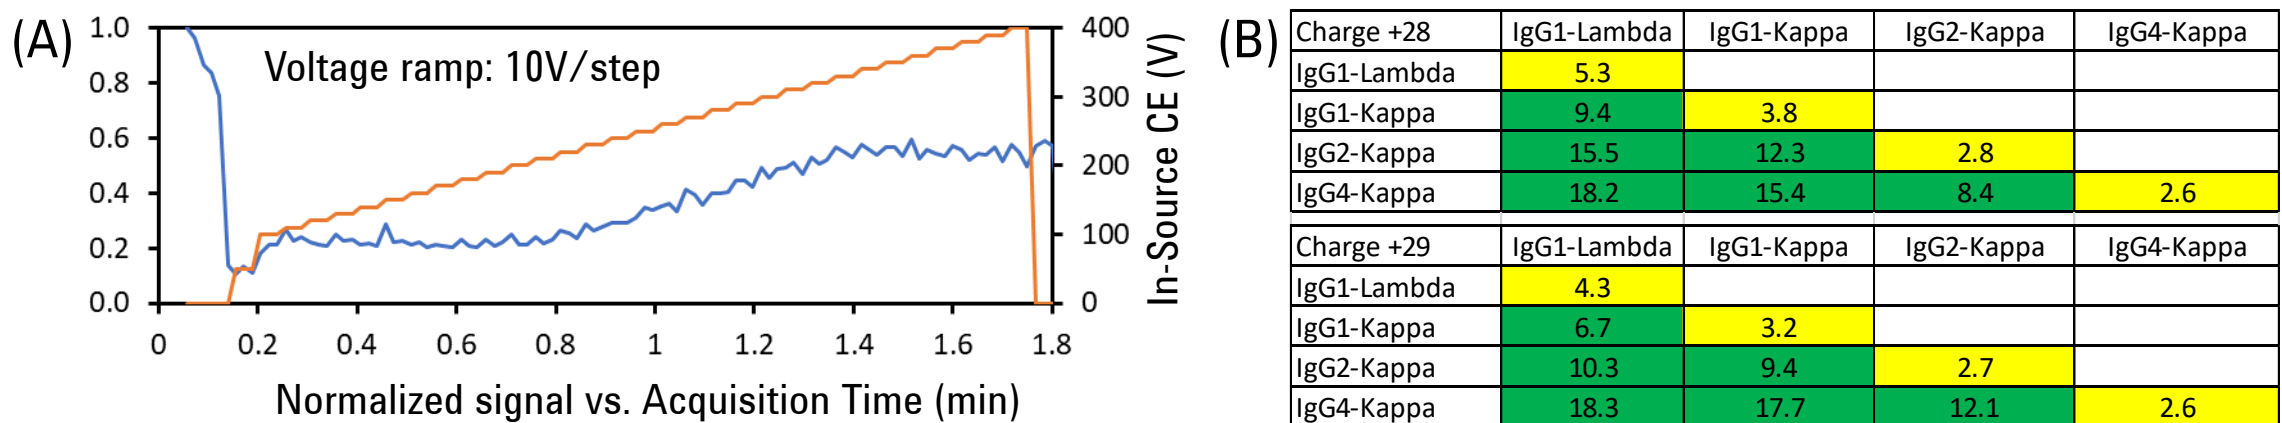 (A)
1.0
0.8
0.6
0.4
0.2
0.0
Voltage ramp: 10V/step
400
300
200
100
0
In-Source CE (V)
0 0.2 0.4 0.6 0.8 1 1.2 1.4 1.6 1.8
Normalized signal vs. Acquisition Time (min)
(B)
Charge +28 IgG1-Lambda IgG1-Kappa IgG2-Kappa IgG4-Kappa
IgG1-Lambda 5.3
IgG1-Kappa 9.4 3.8
IgG2-Kappa 15.5 12.3 2.8
IgG4-Kappa 18.2 15.4 8.4 2.6
Charge +29 IgG1-Lambda IgG1-Kappa IgG2-Kappa IgG4-Kappa
IgG1-Lambda 4.3
IgG1-Kappa 6.7 3.2
IgG2-Kappa 10.3 9.4 2.7
IgG4-Kappa 18.3 17.7 12.1 2.6